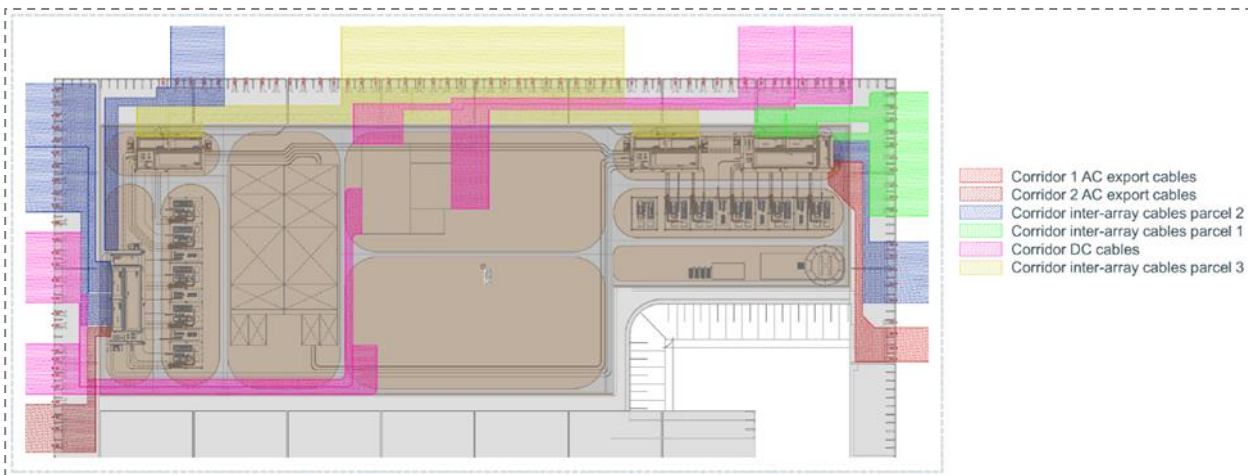 Corridor 1 AC export cables
Corridor 2 AC export cables
Corridor inter-array cables parcel 2
Corridor inter-array cables parcel 1
Corridor DC cables
Corridor inter-array cables parcel 3